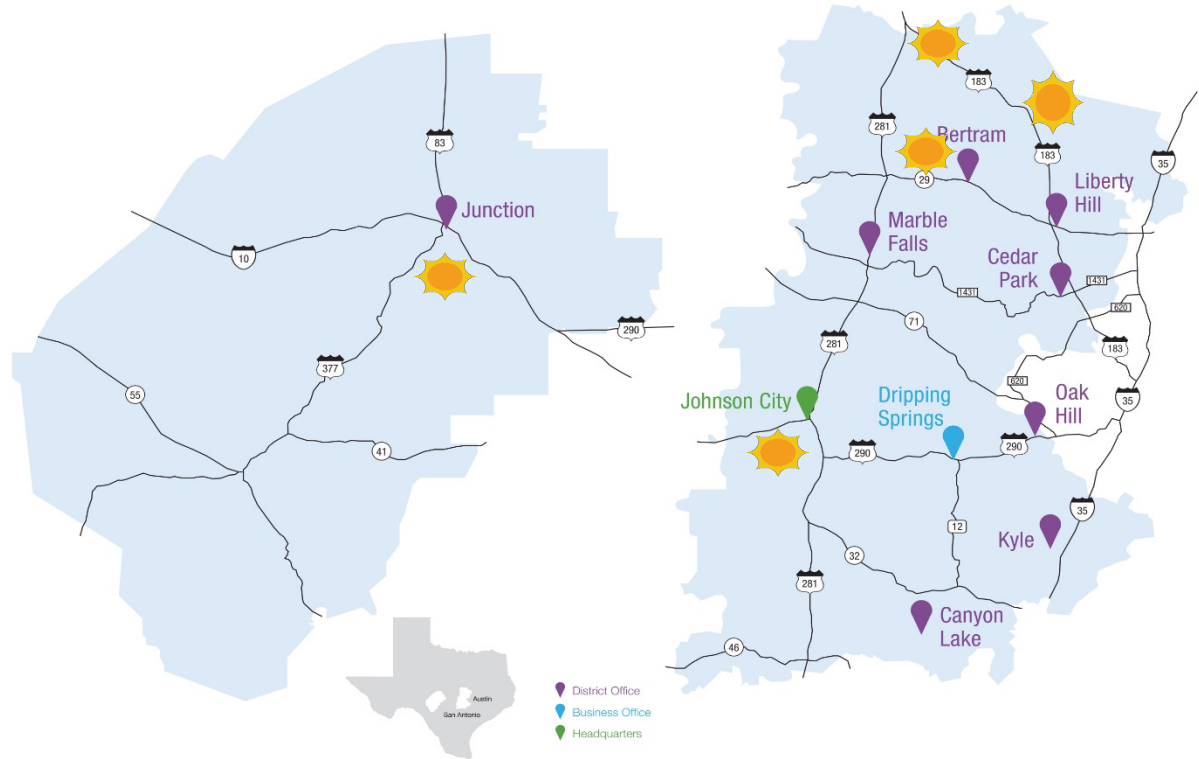 83
Junction
10
290
377
55
41
183
281
35
Bertram
183
29
Liberty
Hill
Marble
Falls
Cedar
Park
1431
1431
620
71
281
183
620
Johnson City
Dripping
Springs
Oak
Hill
35
290
290
35
12
Kyle
32
281
Canyon
Lake
46
Austin
San Antonio
District Office
Business Office
Headquarters